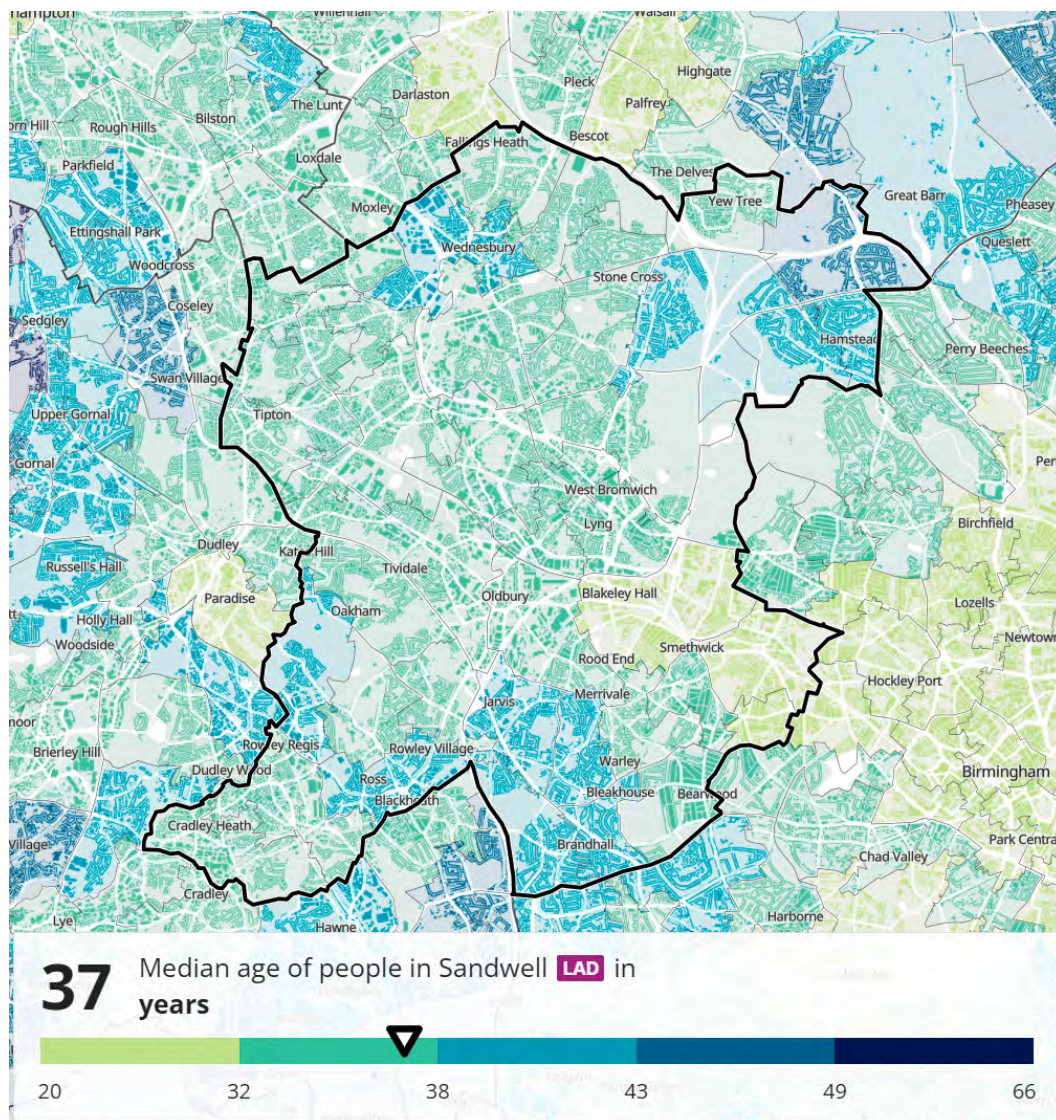 hampton
Willenhall
Walsall
Highgate
Pleck
Darlaston
The Lunt
Palfrey
Bilston
Rough Hills
Bescot
Fallings Heath
Loxdale
Parkfield
The Delves
Yew Tree
Great Barr
Pheasey
Moxley
Ettingshall Park
Wednesbury
Queslett
Woodcross
Stone Cross
Coseley
Sedgley
Hamstead
Perry Beeches
Swan Village
Upper Gornal
Tipton
Gornal
West Bromwich
Lyng
Birchfield
Dudley
Russell's Hall
Tividale
Paradise
Oldbury
Blakeley Hall
Lozells
Oakham
Holly Hall
Woodside
Smethwick
Newtown
Rood End
Hockley Port
Merrivale
Jarvis
Brierley Hill
Rowley Regis
Rowley Village
Warley
Dudley Wood
Ross
Birmingham
Bleakhouse
Bearwood
Blackheath
Cradley Heath
Brandhall
Village
Park Centra
Chad Valley
Cradley
Lye
Harborne
Hawne
37 Median age of people in Sandwell LAD in
years
20 32 38 43 49 66